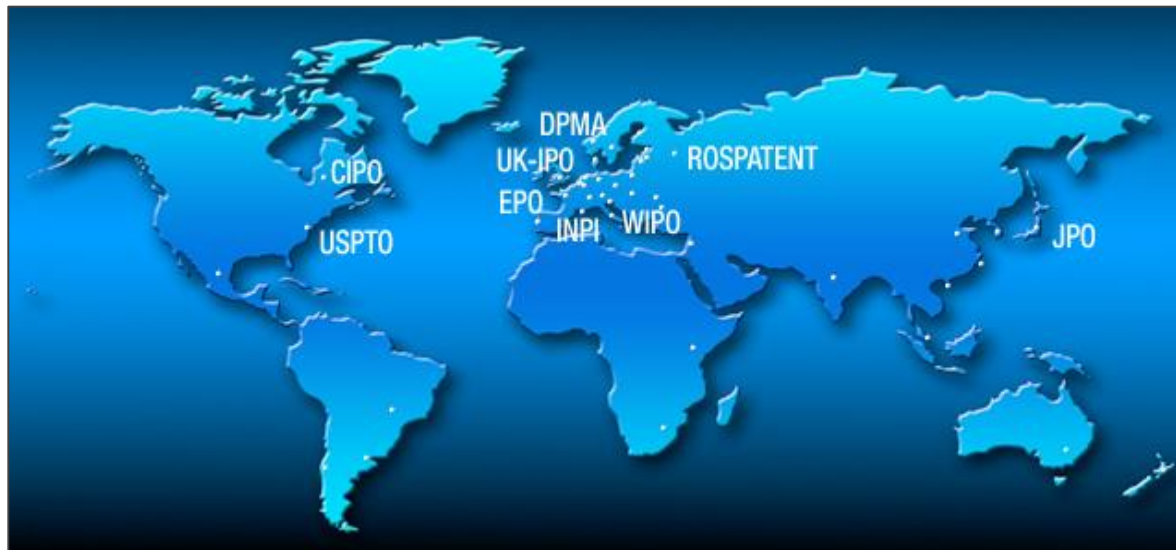 DPMA
UK-IPO
ROSPATENT
CIPO
EPO
WIPO
INPI
USPTO
JPO